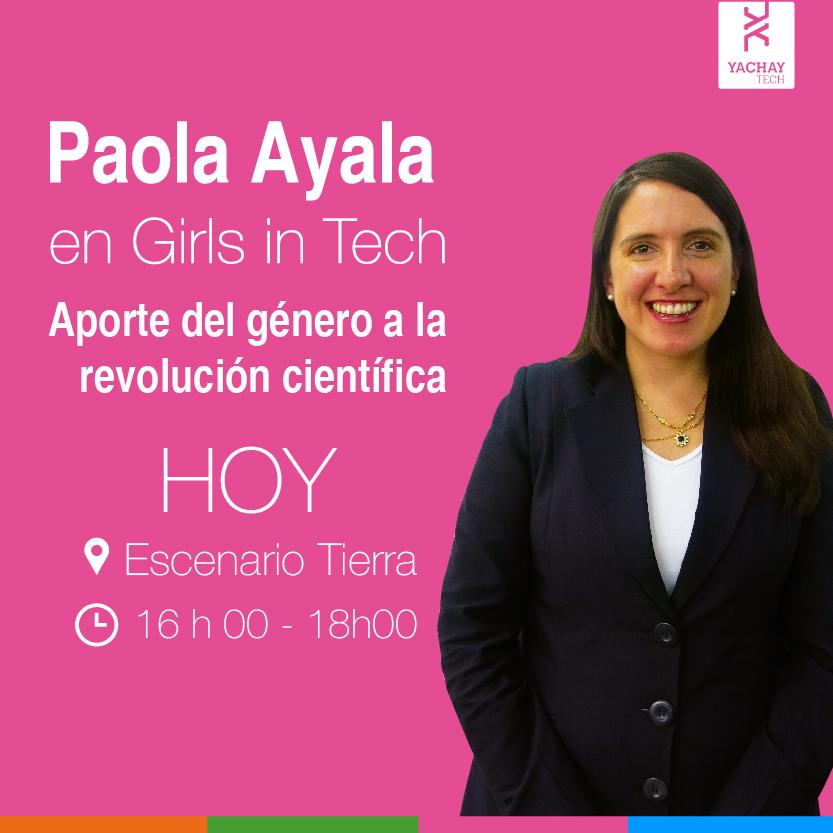 YACHAY
TECH
Paola Ayala
en Girls in Tech
Aporte del género a la
revolución científica
HOY
Escenario Tierra
16 h 00 - 18h00